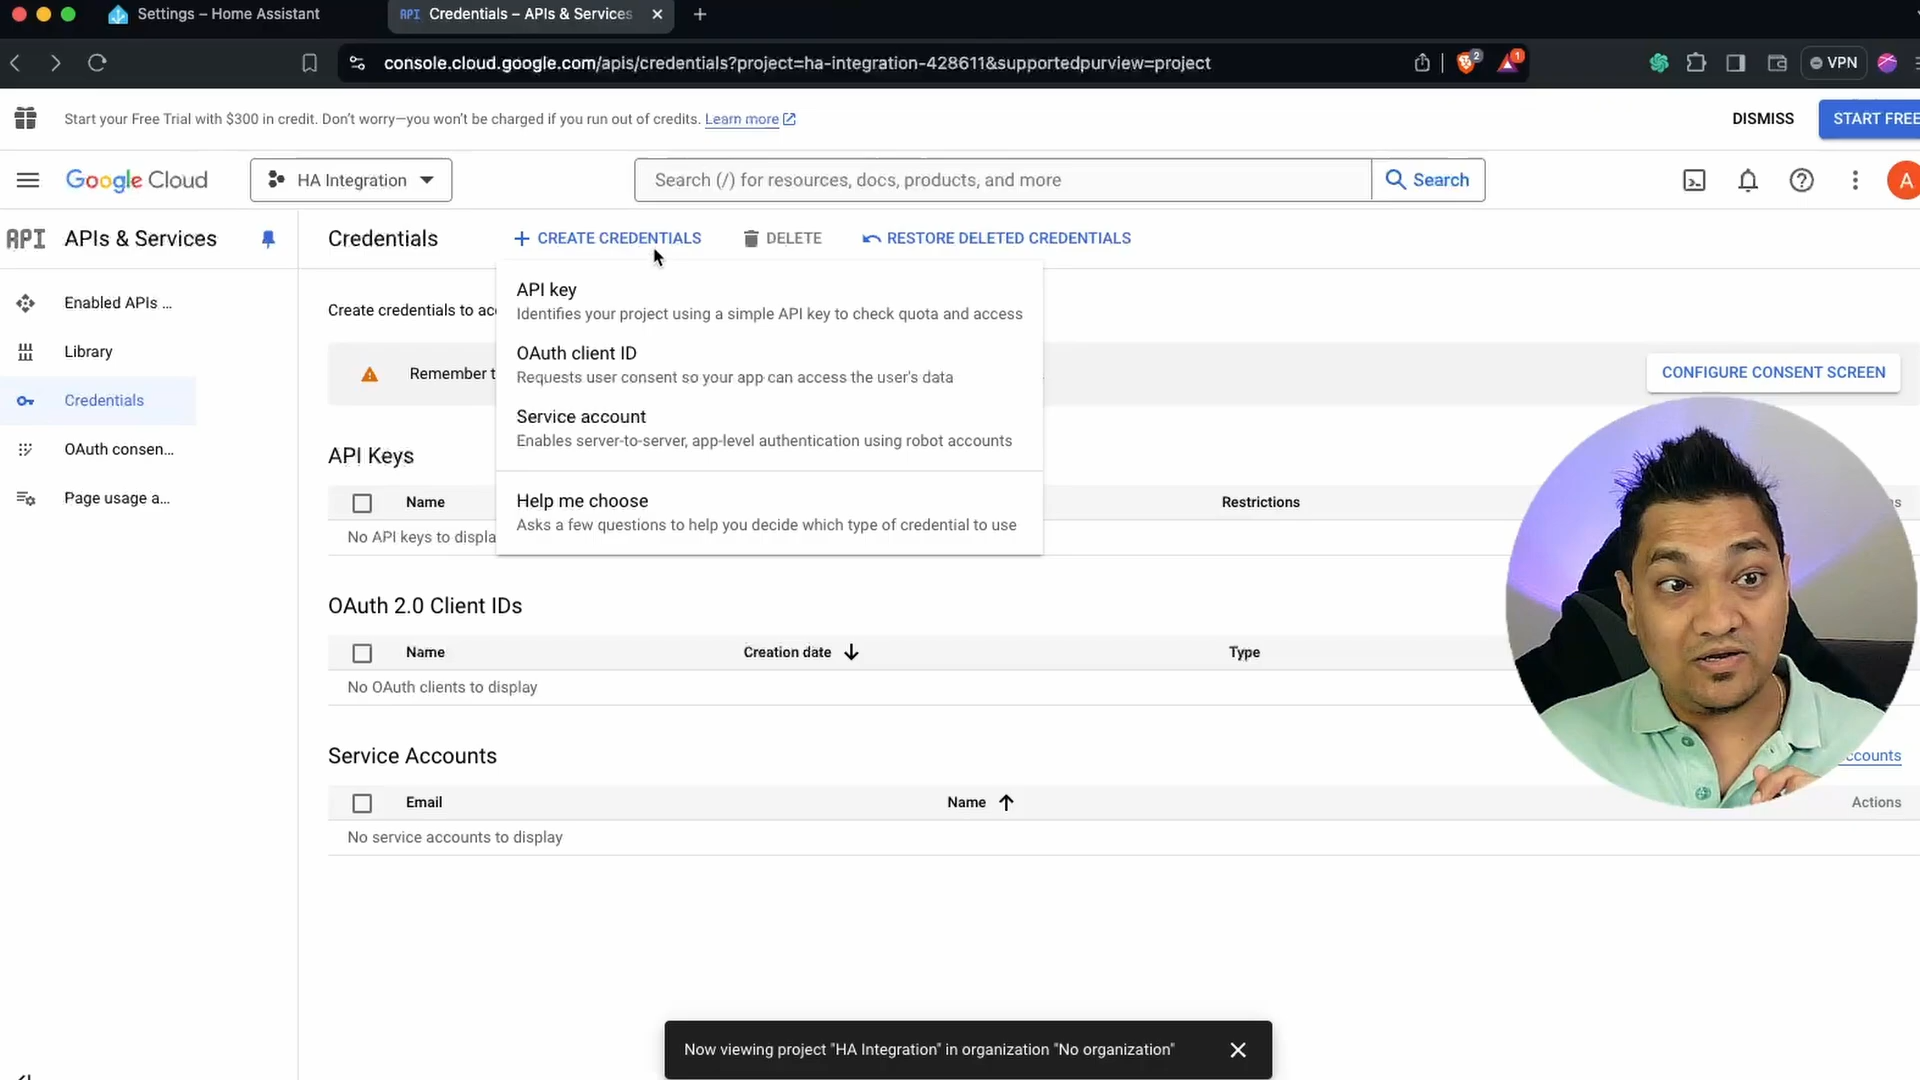 Settings – Home Assistant
API Credentials – APIs & Services
console.cloud.google.com/apis/credentials?project=ha-integration-428611&supportedpurview=project
2
1
VPN
Start your Free Trial with $300 in credit. Don't worry—you won't be charged if you run out of credits. Learn more
DISMISS
START FREE
Google Cloud
HA Integration
Search (/) for resources, docs, products, and more
Search
A
API APIs & Services
Credentials
CREATE CREDENTIALS
DELETE
RESTORE DELETED CREDENTIALS
Enabled APIs ...
Library
Credentials
OAuth consen...
Page usage a...
Create credentials to acc
API key
Identifies your project using a simple API key to check quota and access
OAuth client ID
Requests user consent so your app can access the user's data
Service account
Enables server-to-server, app-level authentication using robot accounts
Help me choose
Asks a few questions to help you decide which type of credential to use
Remember t
CONFIGURE CONSENT SCREEN
API Keys
Name
Restrictions
No API keys to displa
OAuth 2.0 Client IDs
Name
Creation date
Type
No OAuth clients to display
Service Accounts
ccounts
Email
Name
Actions
No service accounts to display
Now viewing project "HA Integration" in organization "No organization"